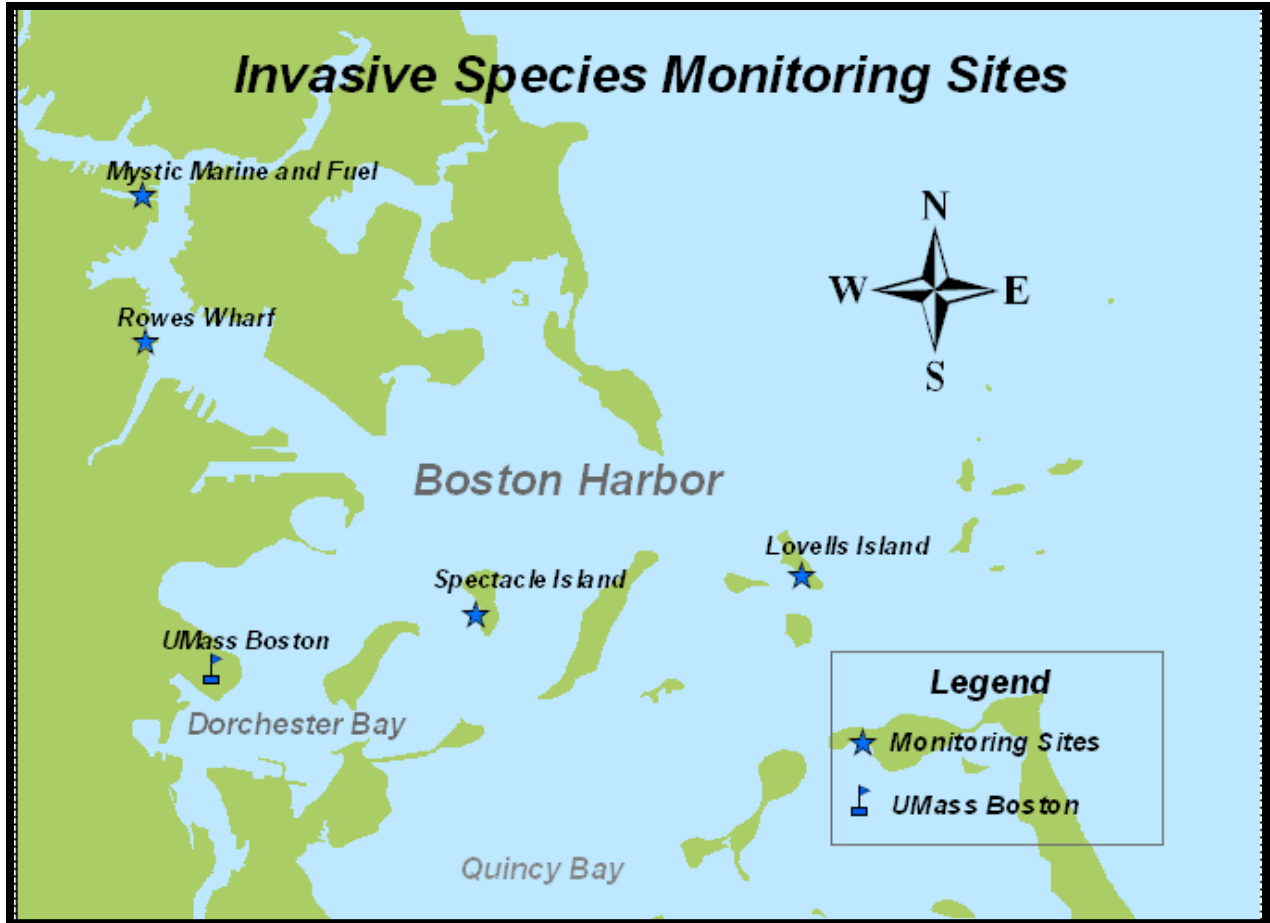 Invasive Species Monitoring Sites
Mystic Marine and Fuel
N
W E
S
Rowes Wharf
Boston Harbor
Lovells Island
Spectacle Island
UMass Boston
Dorchester Bay
Quincy Bay
Legend
Monitoring Sites
UMass Boston